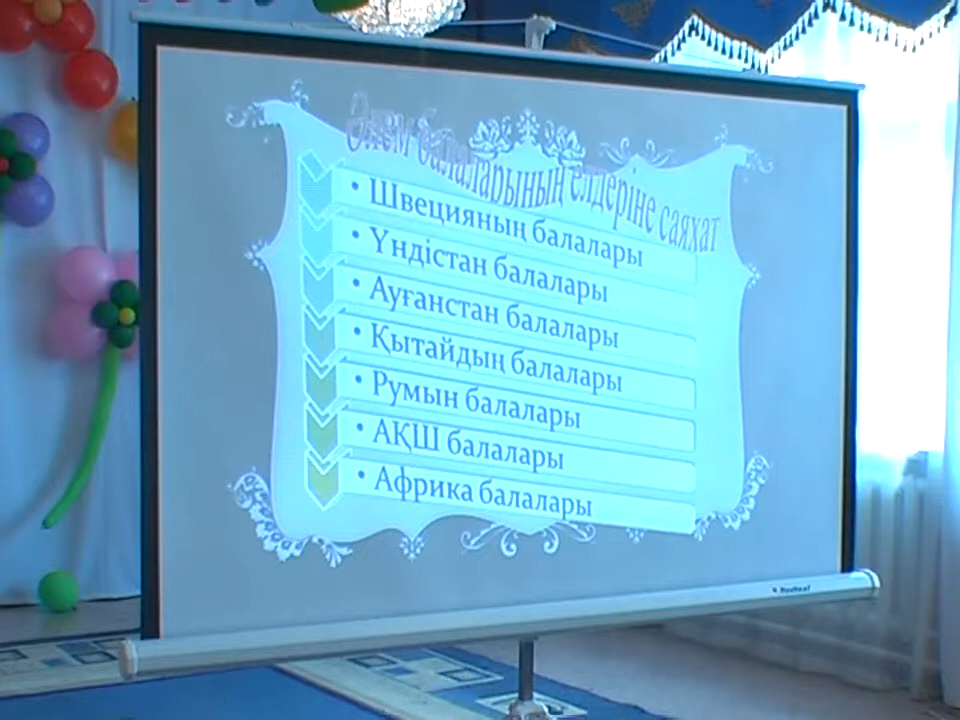 Әлем балаларының елдеріне саяхат
• Швецияның балалары
• Үндістан балалары
• Ауғанстан балалары
• Қытайдың балалары
• Румын балалары
• АҚШ балалары
• Африка балалары